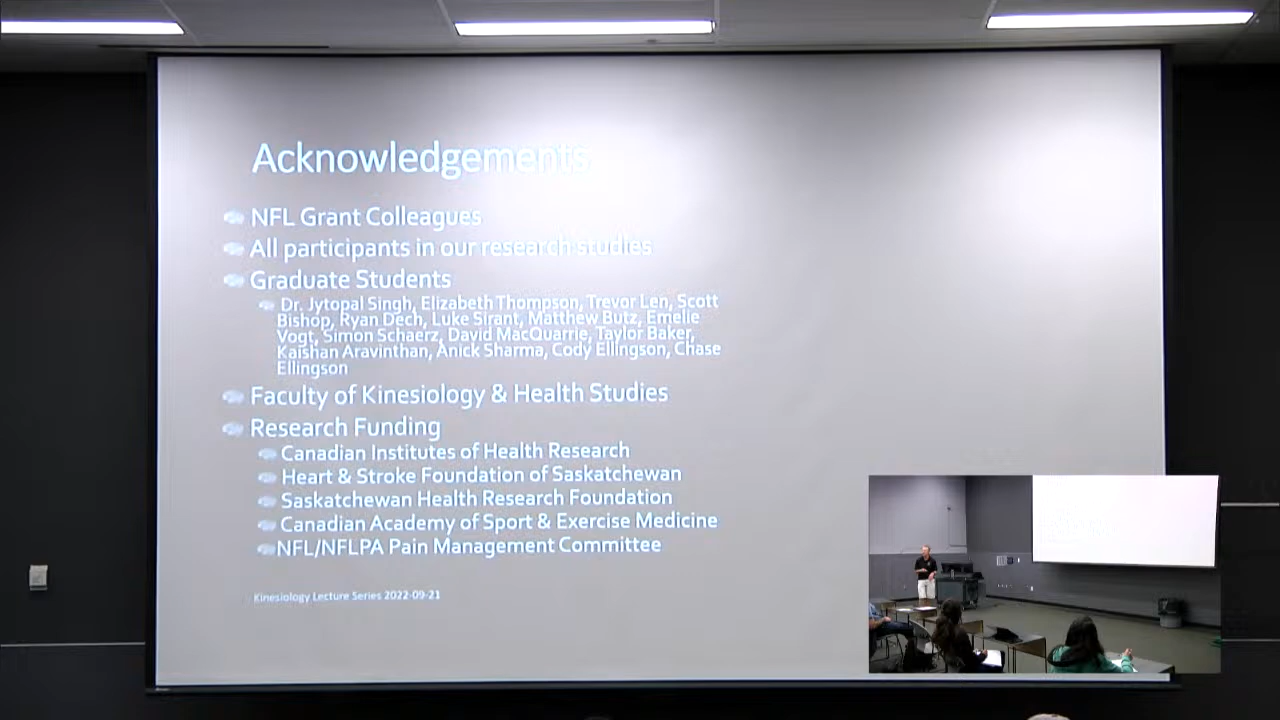 Acknowledgements
NFL Grant Colleagues
All participants in our research studies
Graduate Students
Dr. Jytopal Singh, Elizabeth Thompson, Trevor Len, Scott
Bishop, Ryan Dech, Luke Sirant, Matthew Butz, Emelie
Vogt, Simon Schaerz, David MacQuarrie, Taylor Baker,
Kaishan Aravinthan, Anick Sharma, Cody Ellingson, Chase
Ellingson
Faculty of Kinesiology & Health Studies
Research Funding
Canadian Institutes of Health Research
Heart & Stroke Foundation of Saskatchewan
Saskatchewan Health Research Foundation
Canadian Academy of Sport & Exercise Medicine
NFL/NFLPA Pain Management Committee
Kinesiology Lecture Series 2022-09-21